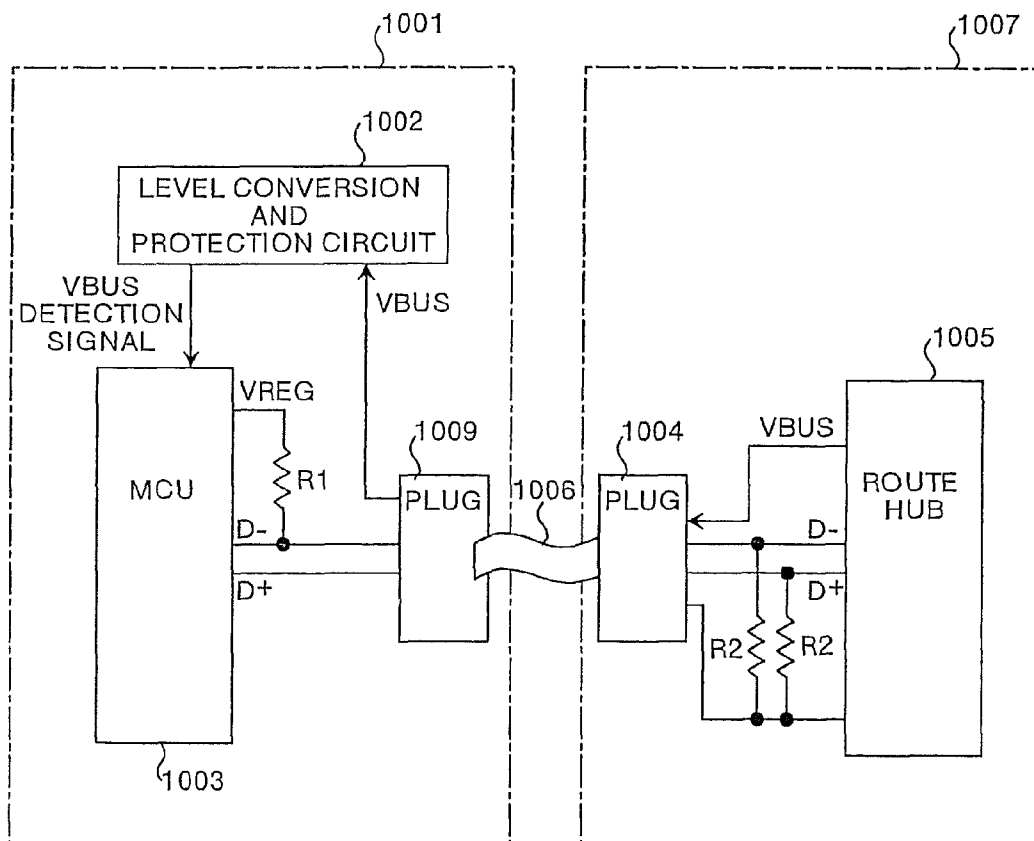 1001
1007
1002
LEVEL CONVERSION
AND
PROTECTION CIRCUIT
VBUS
DETECTION
SIGNAL
VBUS
1005
VREG
1009
1004
VBUS
R1
MCU
PLUG
1006
PLUG
ROUTE
HUB
D-
D-
D+
D+
R2
R2
1003